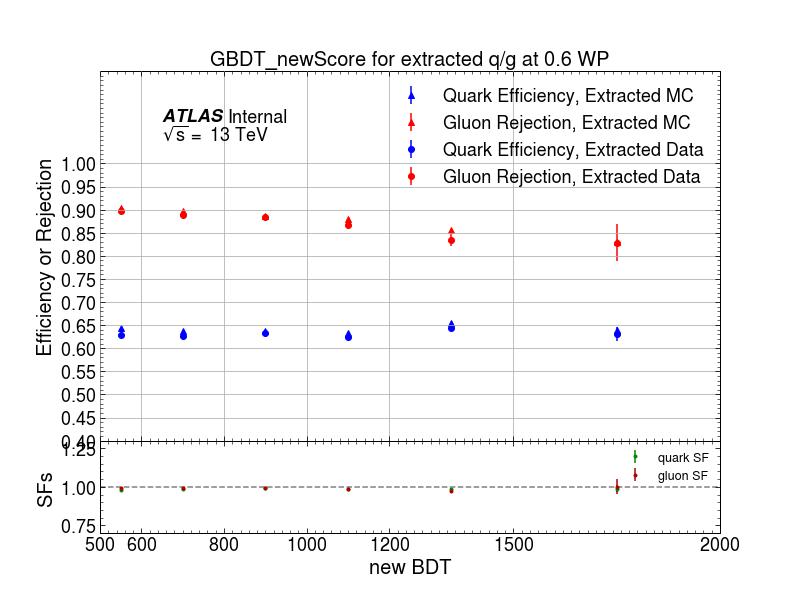 GBDT_newScore for extracted q/g at 0.6 WP
ATLAS Internal
√s = 13 TeV
Quark Efficiency, Extracted MC
Gluon Rejection, Extracted MC
Quark Efficiency, Extracted Data
Gluon Rejection, Extracted Data
Efficiency or Rejection
1.00
0.95
0.90
0.85
0.80
0.75
0.70
0.65
0.60
0.55
0.50
0.45
0.40
SFs
1.25
1.00
0.75
quark SF
gluon SF
500 600 800 1000 1200 1500 2000
new BDT